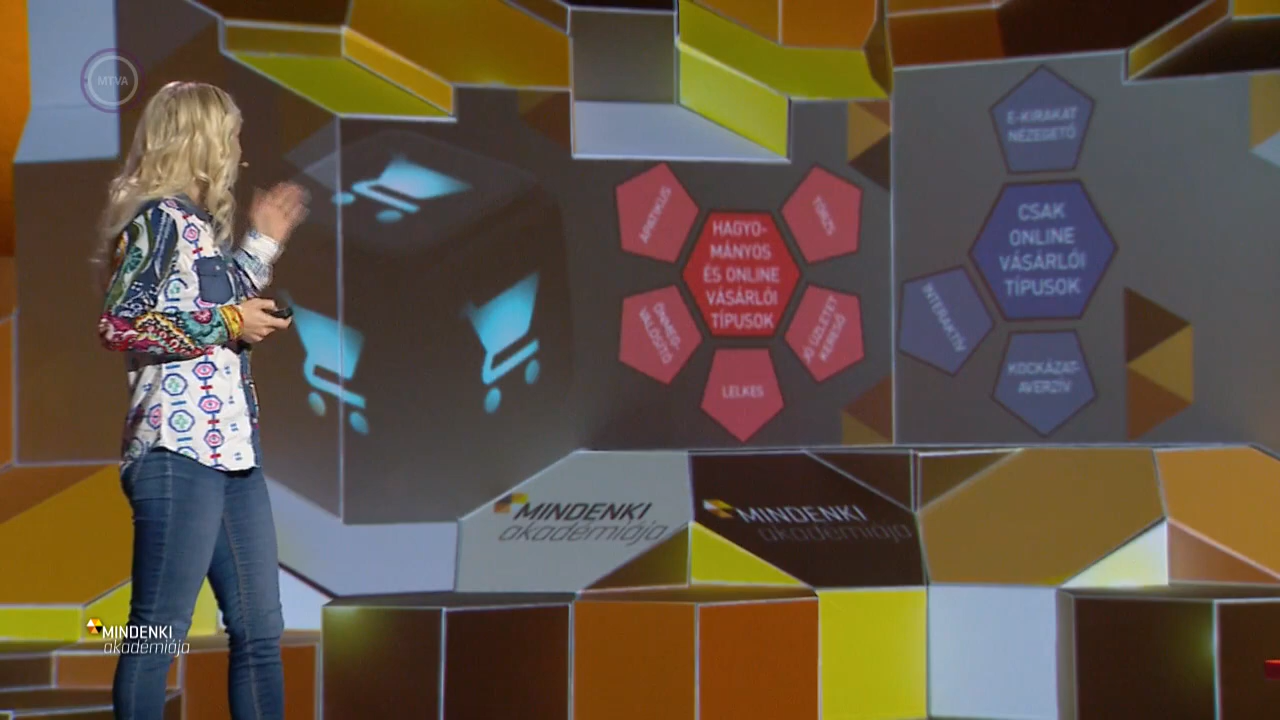 MTVA
E-KIRAKAT
NÉZEGETŐ
APATIKUS
TÖRZS
HAGYO-
MÁNYOS
ÉS ONLINE
VÁSÁRLÓI
TÍPUSOK
CSAK
ONLINE
VÁSÁRLÓI
TÍPUSOK
ÖNMEG-
VALÓSÍTÓ
JÓ ÜZLETET
KERESŐ
INTERAKTÍV
LELKES
KOCKÁZAT-
AVERZÍV
MINDENKI
akadémiája
MINDENKI
akadémiája
MINDENKI
akadémiája